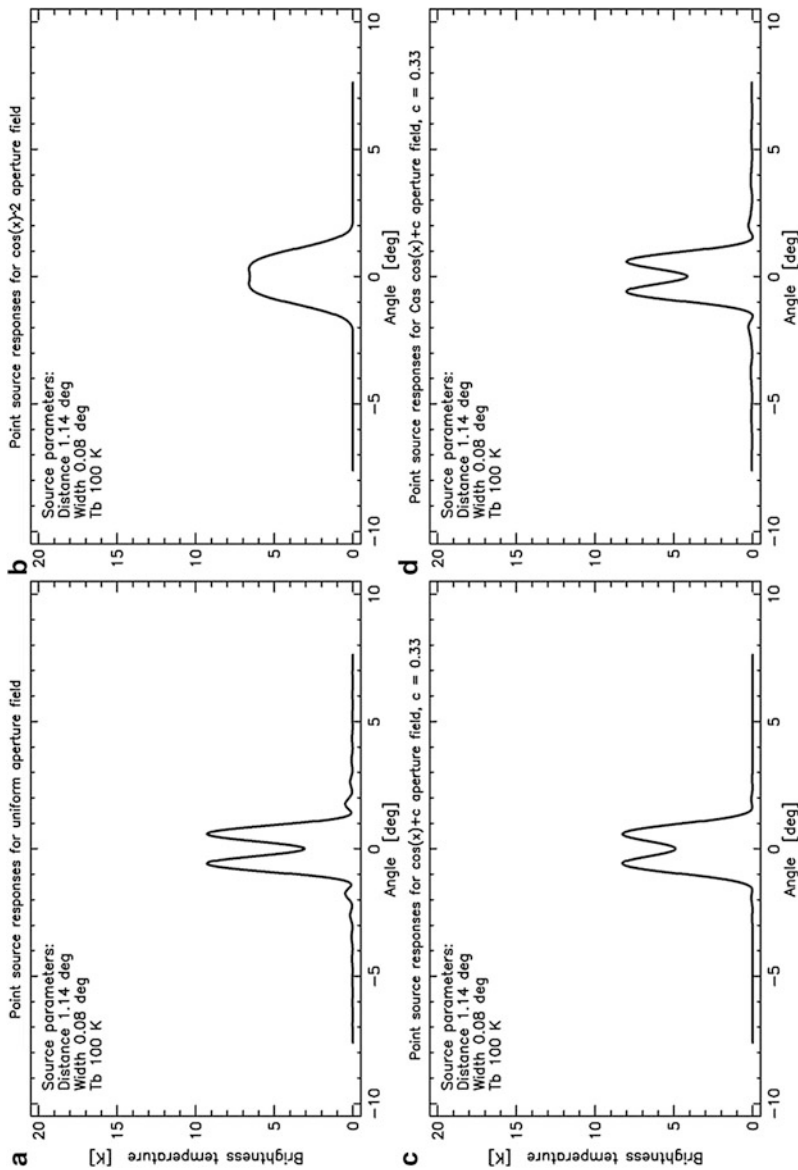 a
Point source responses for uniform aperture field
Source parameters:
Distance 1.14 deg
Width 0.08 deg
Tb 100 K
20
15
10
5
0
Brightness temperature [K]
-10
-5
0
5
10
Angle [deg]
b
Point source responses for cos(x)^2 aperture field
Source parameters:
Distance 1.14 deg
Width 0.08 deg
Tb 100 K
20
15
10
5
0
-10
-5
0
5
10
Angle [deg]
c
Point source responses for cos(x)+c aperture field, c = 0.33
Source parameters:
Distance 1.14 deg
Width 0.08 deg
Tb 100 K
20
15
10
5
0
Brightness temperature [K]
-10
-5
0
5
10
Angle [deg]
d
Point source responses for Cas cos(x)+c aperture field, c = 0.33
Source parameters:
Distance 1.14 deg
Width 0.08 deg
Tb 100 K
20
15
10
5
0
-10
-5
0
5
10
Angle [deg]